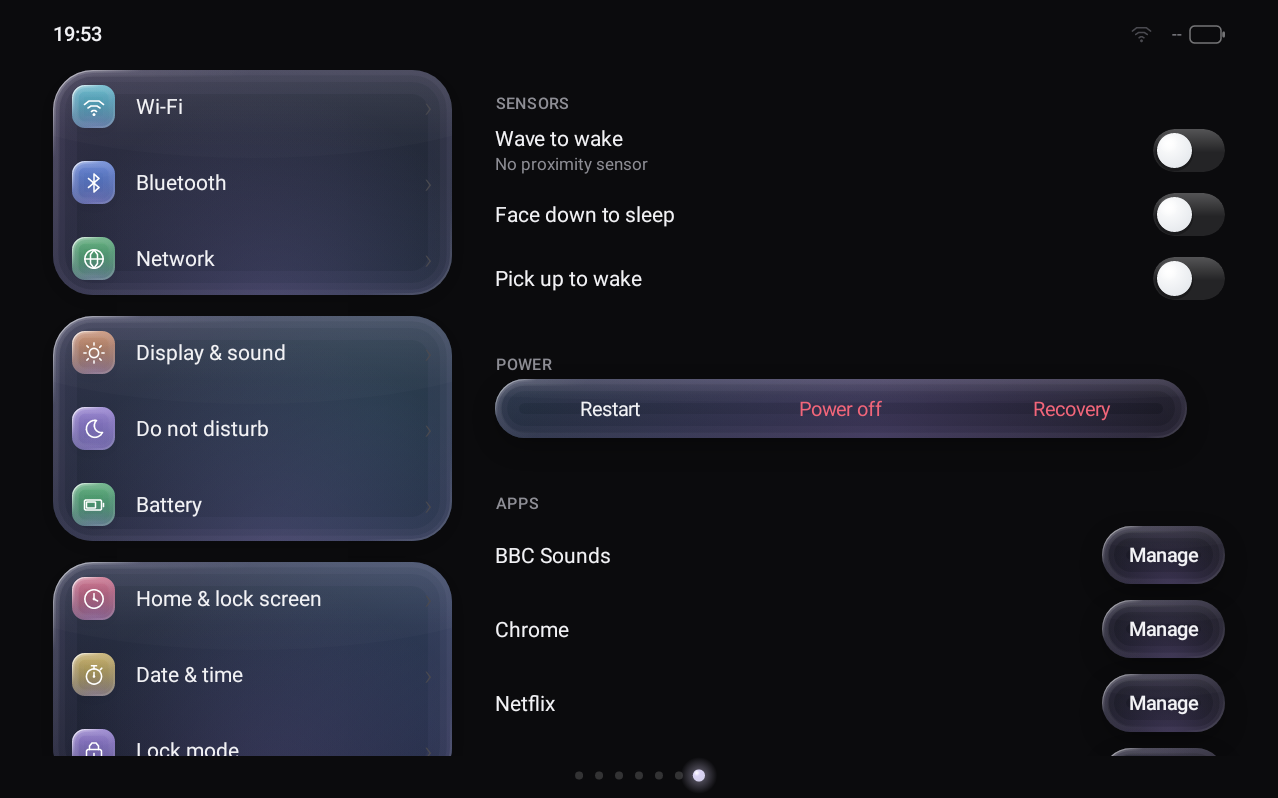 19:53
--
Wi-Fi
Bluetooth
Network
Display & sound
Do not disturb
Battery
Home & lock screen
Date & time
Lock mode
SENSORS
Wave to wake
No proximity sensor
Face down to sleep
Pick up to wake
POWER
Restart Power off Recovery
APPS
BBC Sounds Manage
Chrome Manage
Netflix Manage